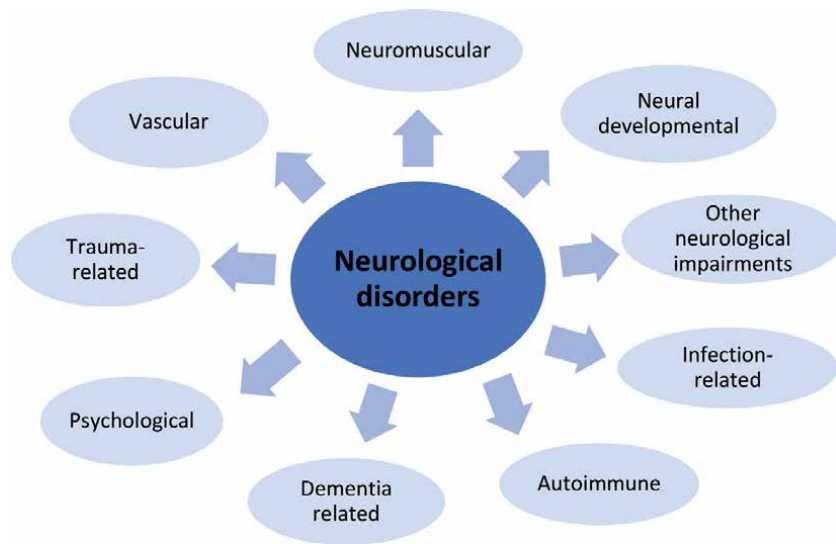 Neuromuscular
Neural
developmental
Vascular
Other
neurological
impairments
Trauma-
related
Neurological
disorders
Infection-
related
Psychological
Dementia
related
Autoimmune